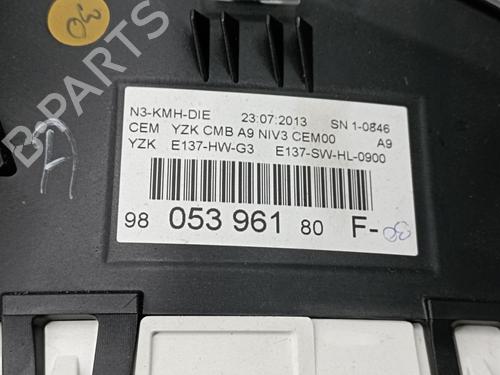 N3-KMH-DIE 23:07:2013 SN 1-0846
CEM YZK CMB A9 NIV3 CEM00 A9
YZK E137-HW-G3 E137-SW-HL-0900
98 053 961 80 F-
A